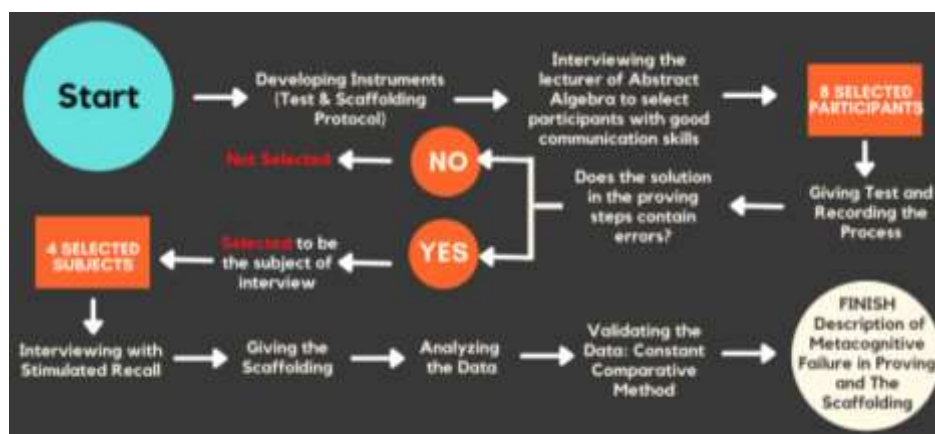 Start
Developing Instruments
(Test & Scaffolding
Protocol)
Interviewing the
lecturer of Abstract
Algebra to select
participants with good
communication skills
8 SELECTED
PARTICIPANTS
Giving Test and
Recording the
Process
Does the solution
in the proving
steps contain
errors?
NO
Not Selected
YES
Selected to be
the subject of
interview
4 SELECTED
SUBJECTS
Interviewing with
Stimulated Recall
Giving the
Scaffolding
Analyzing
the Data
Validating the
Data: Constant
Comparative
Method
FINISH
Description of
Metacognitive
Failure in Proving
and The
Scaffolding